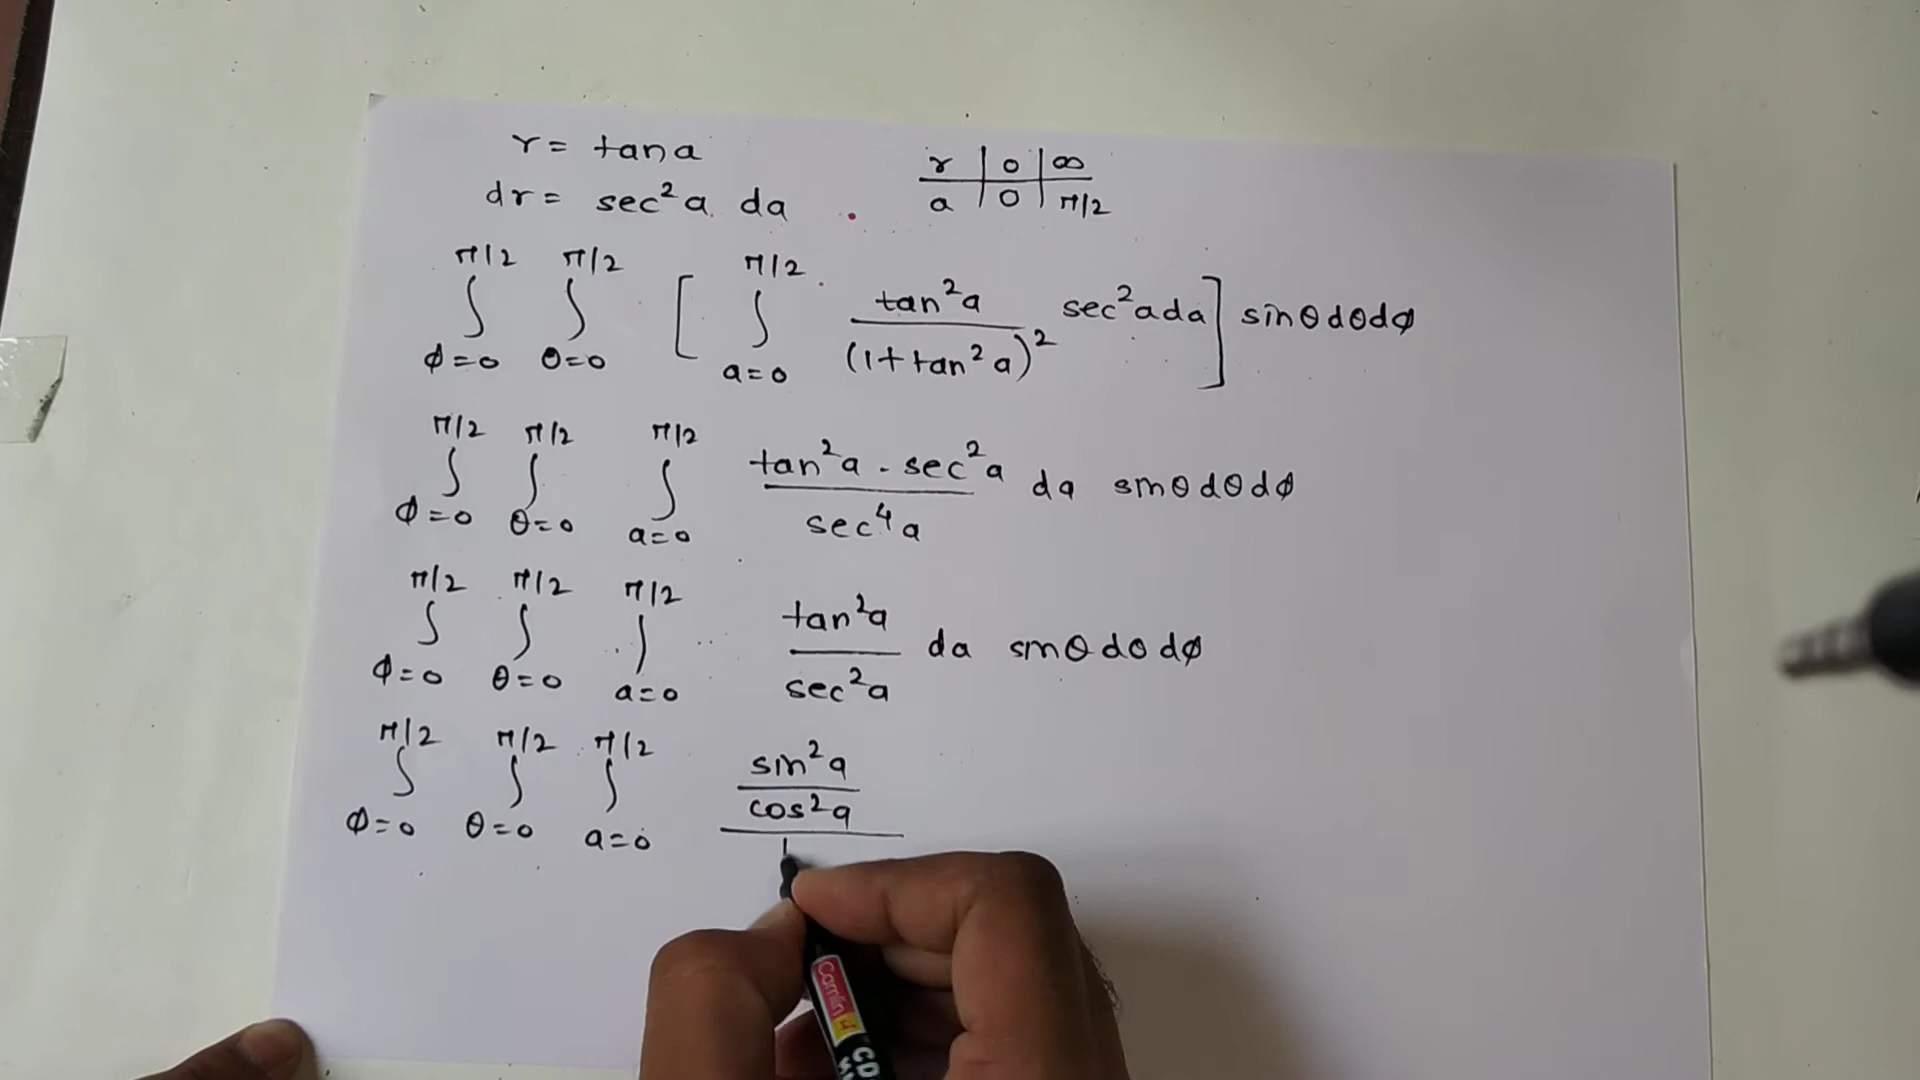 r = tan a
dr = sec²a da
r | 0 | ∞
a | 0 | π/2
∫_{ϕ=0}^{π/2} ∫_{θ=0}^{π/2} [ ∫_{a=0}^{π/2} tan²a / (1+tan²a)² sec²a da ] sinθ dθ dϕ
∫_{ϕ=0}^{π/2} ∫_{θ=0}^{π/2} ∫_{a=0}^{π/2} tan²a . sec²a / sec⁴a da sinθ dθ dϕ
∫_{ϕ=0}^{π/2} ∫_{θ=0}^{π/2} ∫_{a=0}^{π/2} tan²a / sec²a da sinθ dθ dϕ
∫_{ϕ=0}^{π/2} ∫_{θ=0}^{π/2} ∫_{a=0}^{π/2} sin²a / cos²a
Camlin
CD